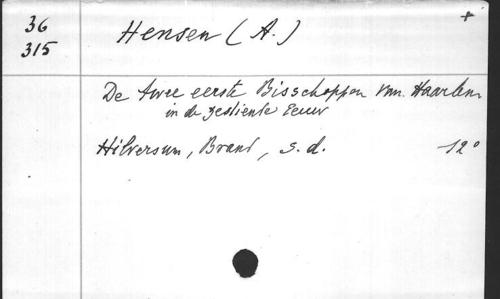 36
315
+
Hensen (A.)
De twee eerste Bisschoppen van Haarlem
in de zestiende Eeuw
Hilversum, Brand, s.d. 12°